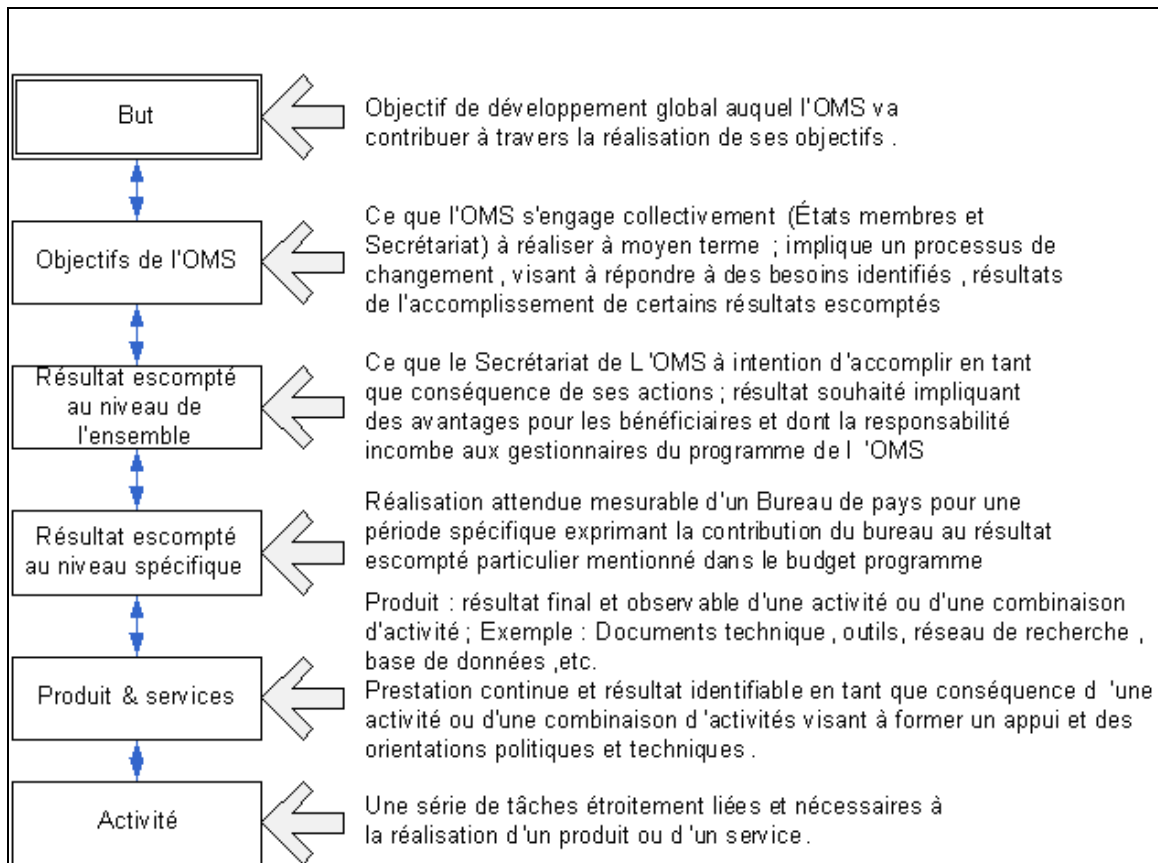 But
Objectif de développement global auquel l'OMS va
contribuer à travers la réalisation de ses objectifs .
Objectifs de l'OMS
Ce que l'OMS s'engage collectivement (États membres et
Secrétariat) à réaliser à moyen terme ; implique un processus de
changement , visant à répondre à des besoins identifiés , résultats
de l'accomplissement de certains résultats escomptés
Résultat escompté
au niveau de
l'ensemble
Ce que le Secrétariat de L'OMS à intention d'accomplir en tant
que conséquence de ses actions ; résultat souhaité impliquant
des avantages pour les bénéficiaires et dont la responsabilité
incombe aux gestionnaires du programme de l 'OMS
Résultat escompté
au niveau spécifique
Réalisation attendue mesurable d'un Bureau de pays pour une
période spécifique exprimant la contribution du bureau au résultat
escompté particulier mentionné dans le budget programme
Produit & services
Produit : résultat final et observable d'une activité ou d'une combinaison
d'activité ; Exemple : Documents technique , outils, réseau de recherche ,
base de données ,etc.
Prestation continue et résultat identifiable en tant que conséquence d 'une
activité ou d'une combinaison d 'activités visant à former un appui et des
orientations politiques et techniques .
Activité
Une série de tâches étroitement liées et nécessaires à
la réalisation d'un produit ou d 'un service .